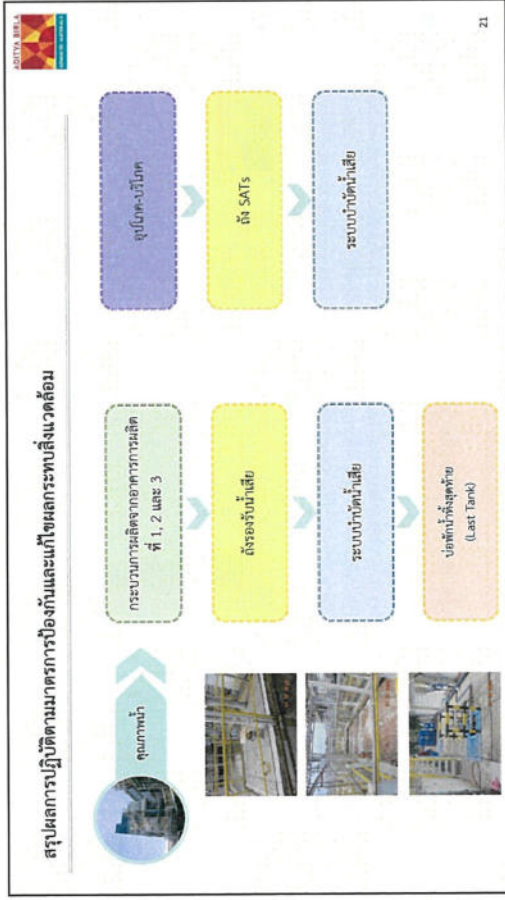 สรุปผลการปฏิบัติตามมาตรการป้องกันและแก้ไขผลกระทบสิ่งแวดล้อม
ADITYA BIRLA
คุณภาพน้ำ
กระบวนการผลิตจากอาคารการผลิต
ที่ 1, 2 และ 3
ถังรองรับน้ำเสีย
ระบบบำบัดน้ำเสีย
บ่อพักน้ำทิ้งสุดท้าย
(Last Tank)
อุปโภค-บริโภค
ถัง SATs
ระบบบำบัดน้ำเสีย
21